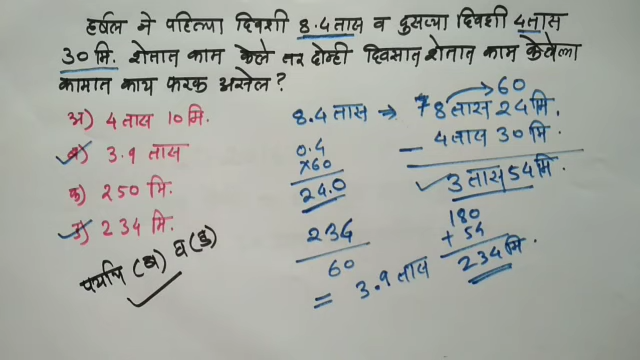 हर्षल ने पहिल्या दिवशी 8.4 तास व दुसऱ्या दिवशी 4 तास
30 मि. शेतात काम केले तर दोन्ही दिवसात शेतात काम केलेल्या
कामात काय फरक असेल?
अ) 4 तास 10 मि.
ब) 3.9 तास
क) 250 मि.
ड) 234 मि.
पर्याय (ब) व (ड)
8.4 तास →
0.4
×60
24.0
234
60
= 3.9 तास
60
7 8 तास 24 मि.
- 4 तास 30 मि.
3 तास 54 मि.
180
+ 54
234 मि.